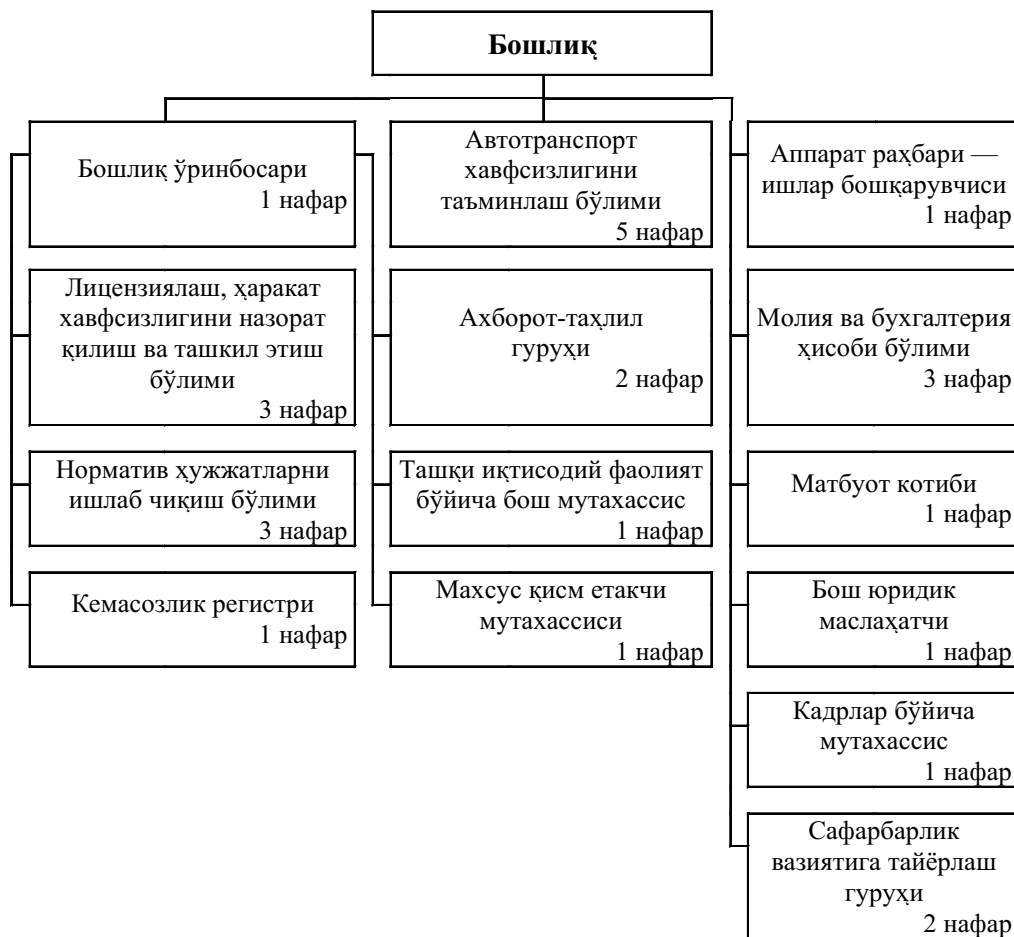 Бошлиқ
Бошлиқ ўринбосари
1 нафар
Лицензиялаш, ҳаракат
хавфсизлигини назорат
қилиш ва ташкил этиш
бўлими
3 нафар
Норматив ҳужжатларни
ишлаб чиқиш бўлими
3 нафар
Кемасозлик регистри
1 нафар
Автотранспорт
хавфсизлигини
таъминлаш бўлими
5 нафар
Ахборот-таҳлил
гуруҳи
2 нафар
Ташқи иқтисодий фаолият
бўйича бош мутахассис
1 нафар
Махсус қисм етакчи
мутахассиси
1 нафар
Аппарат раҳбари —
ишлар бошқарувчиси
1 нафар
Молия ва бухгалтерия
ҳисоби бўлими
3 нафар
Матбуот котиби
1 нафар
Бош юридик
маслаҳатчи
1 нафар
Кадрлар бўйича
мутахассис
1 нафар
Сафарбарлик
вазиятига тайёрлаш
гуруҳи
2 нафар